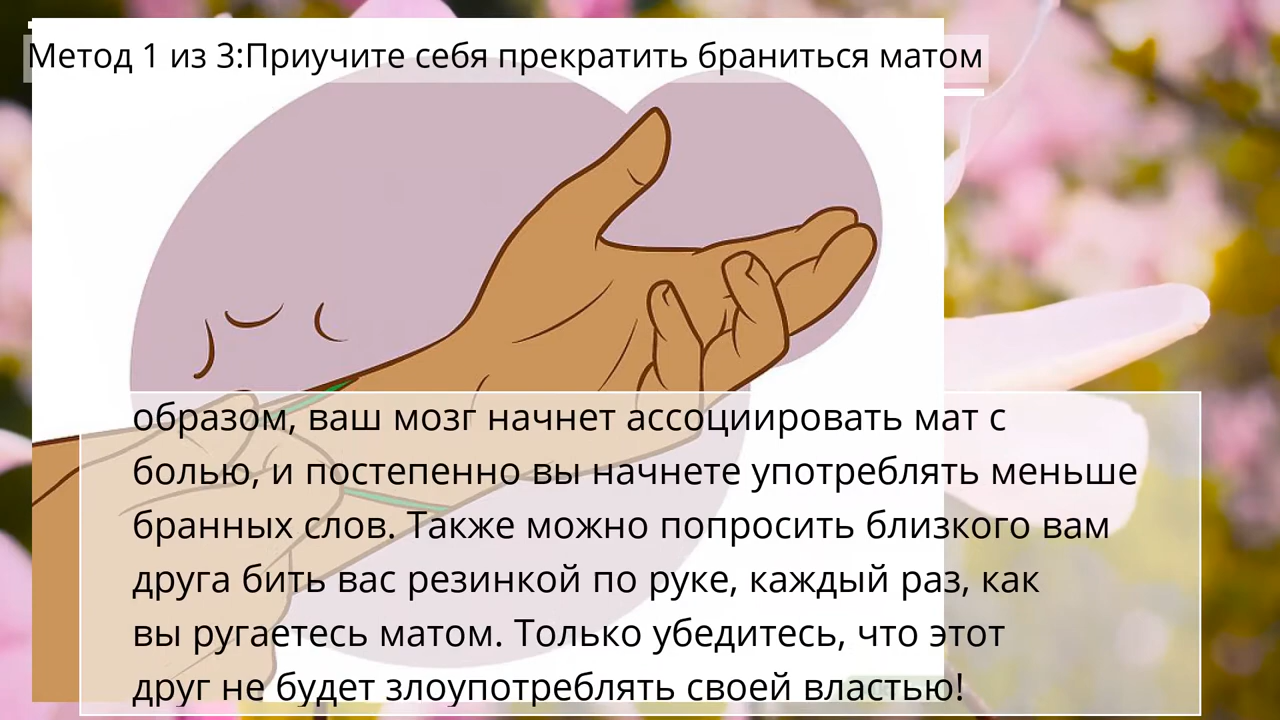 Метод 1 из 3:Приучите себя прекратить браниться матом
образом, ваш мозг начнет ассоциировать мат с
болью, и постепенно вы начнете употреблять меньше
бранных слов. Также можно попросить близкого вам
друга бить вас резинкой по руке, каждый раз, как
вы ругаетесь матом. Только убедитесь, что этот
друг не будет злоупотреблять своей властью!